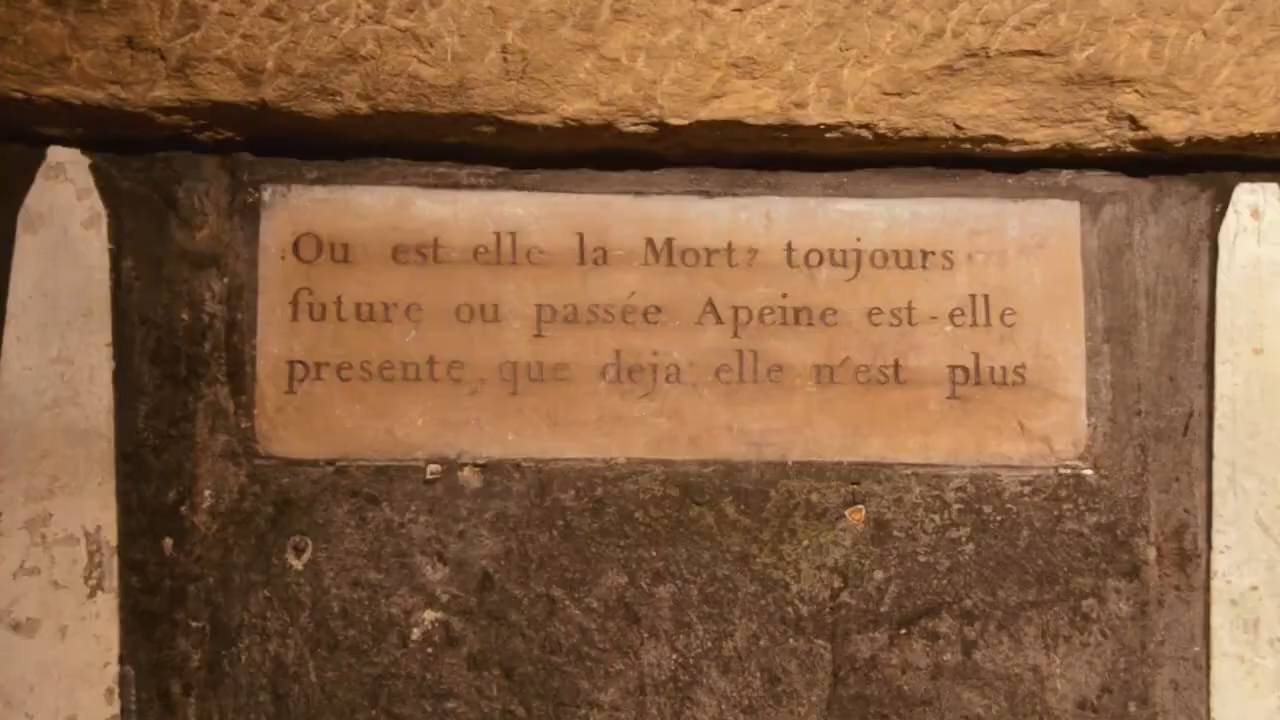 Ou est elle la Mort? toujours
future ou passée Apeine est-elle
presente, que deja elle n'est plus